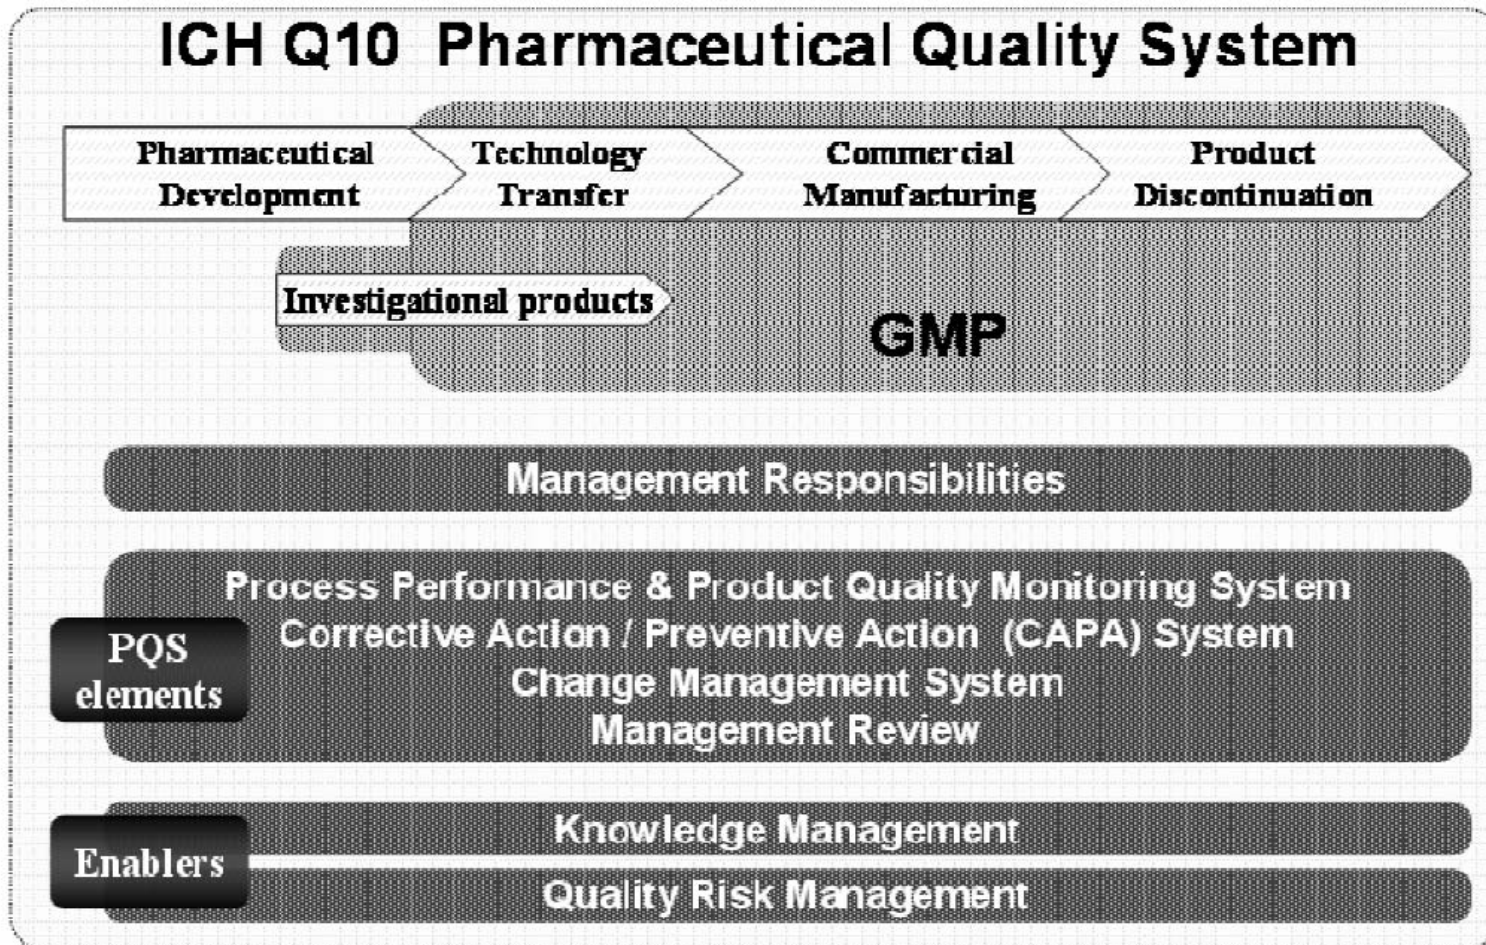 ICH Q10 Pharmaceutical Quality System
Pharmaceutical
Development
Technology
Transfer
Commercial
Manufacturing
Product
Discontinuation
Investigational products
GMP
Management Responsibilities
PQS
elements
Process Performance & Product Quality Monitoring System
Corrective Action / Preventive Action (CAPA) System
Change Management System
Management Review
Enablers
Knowledge Management
Quality Risk Management